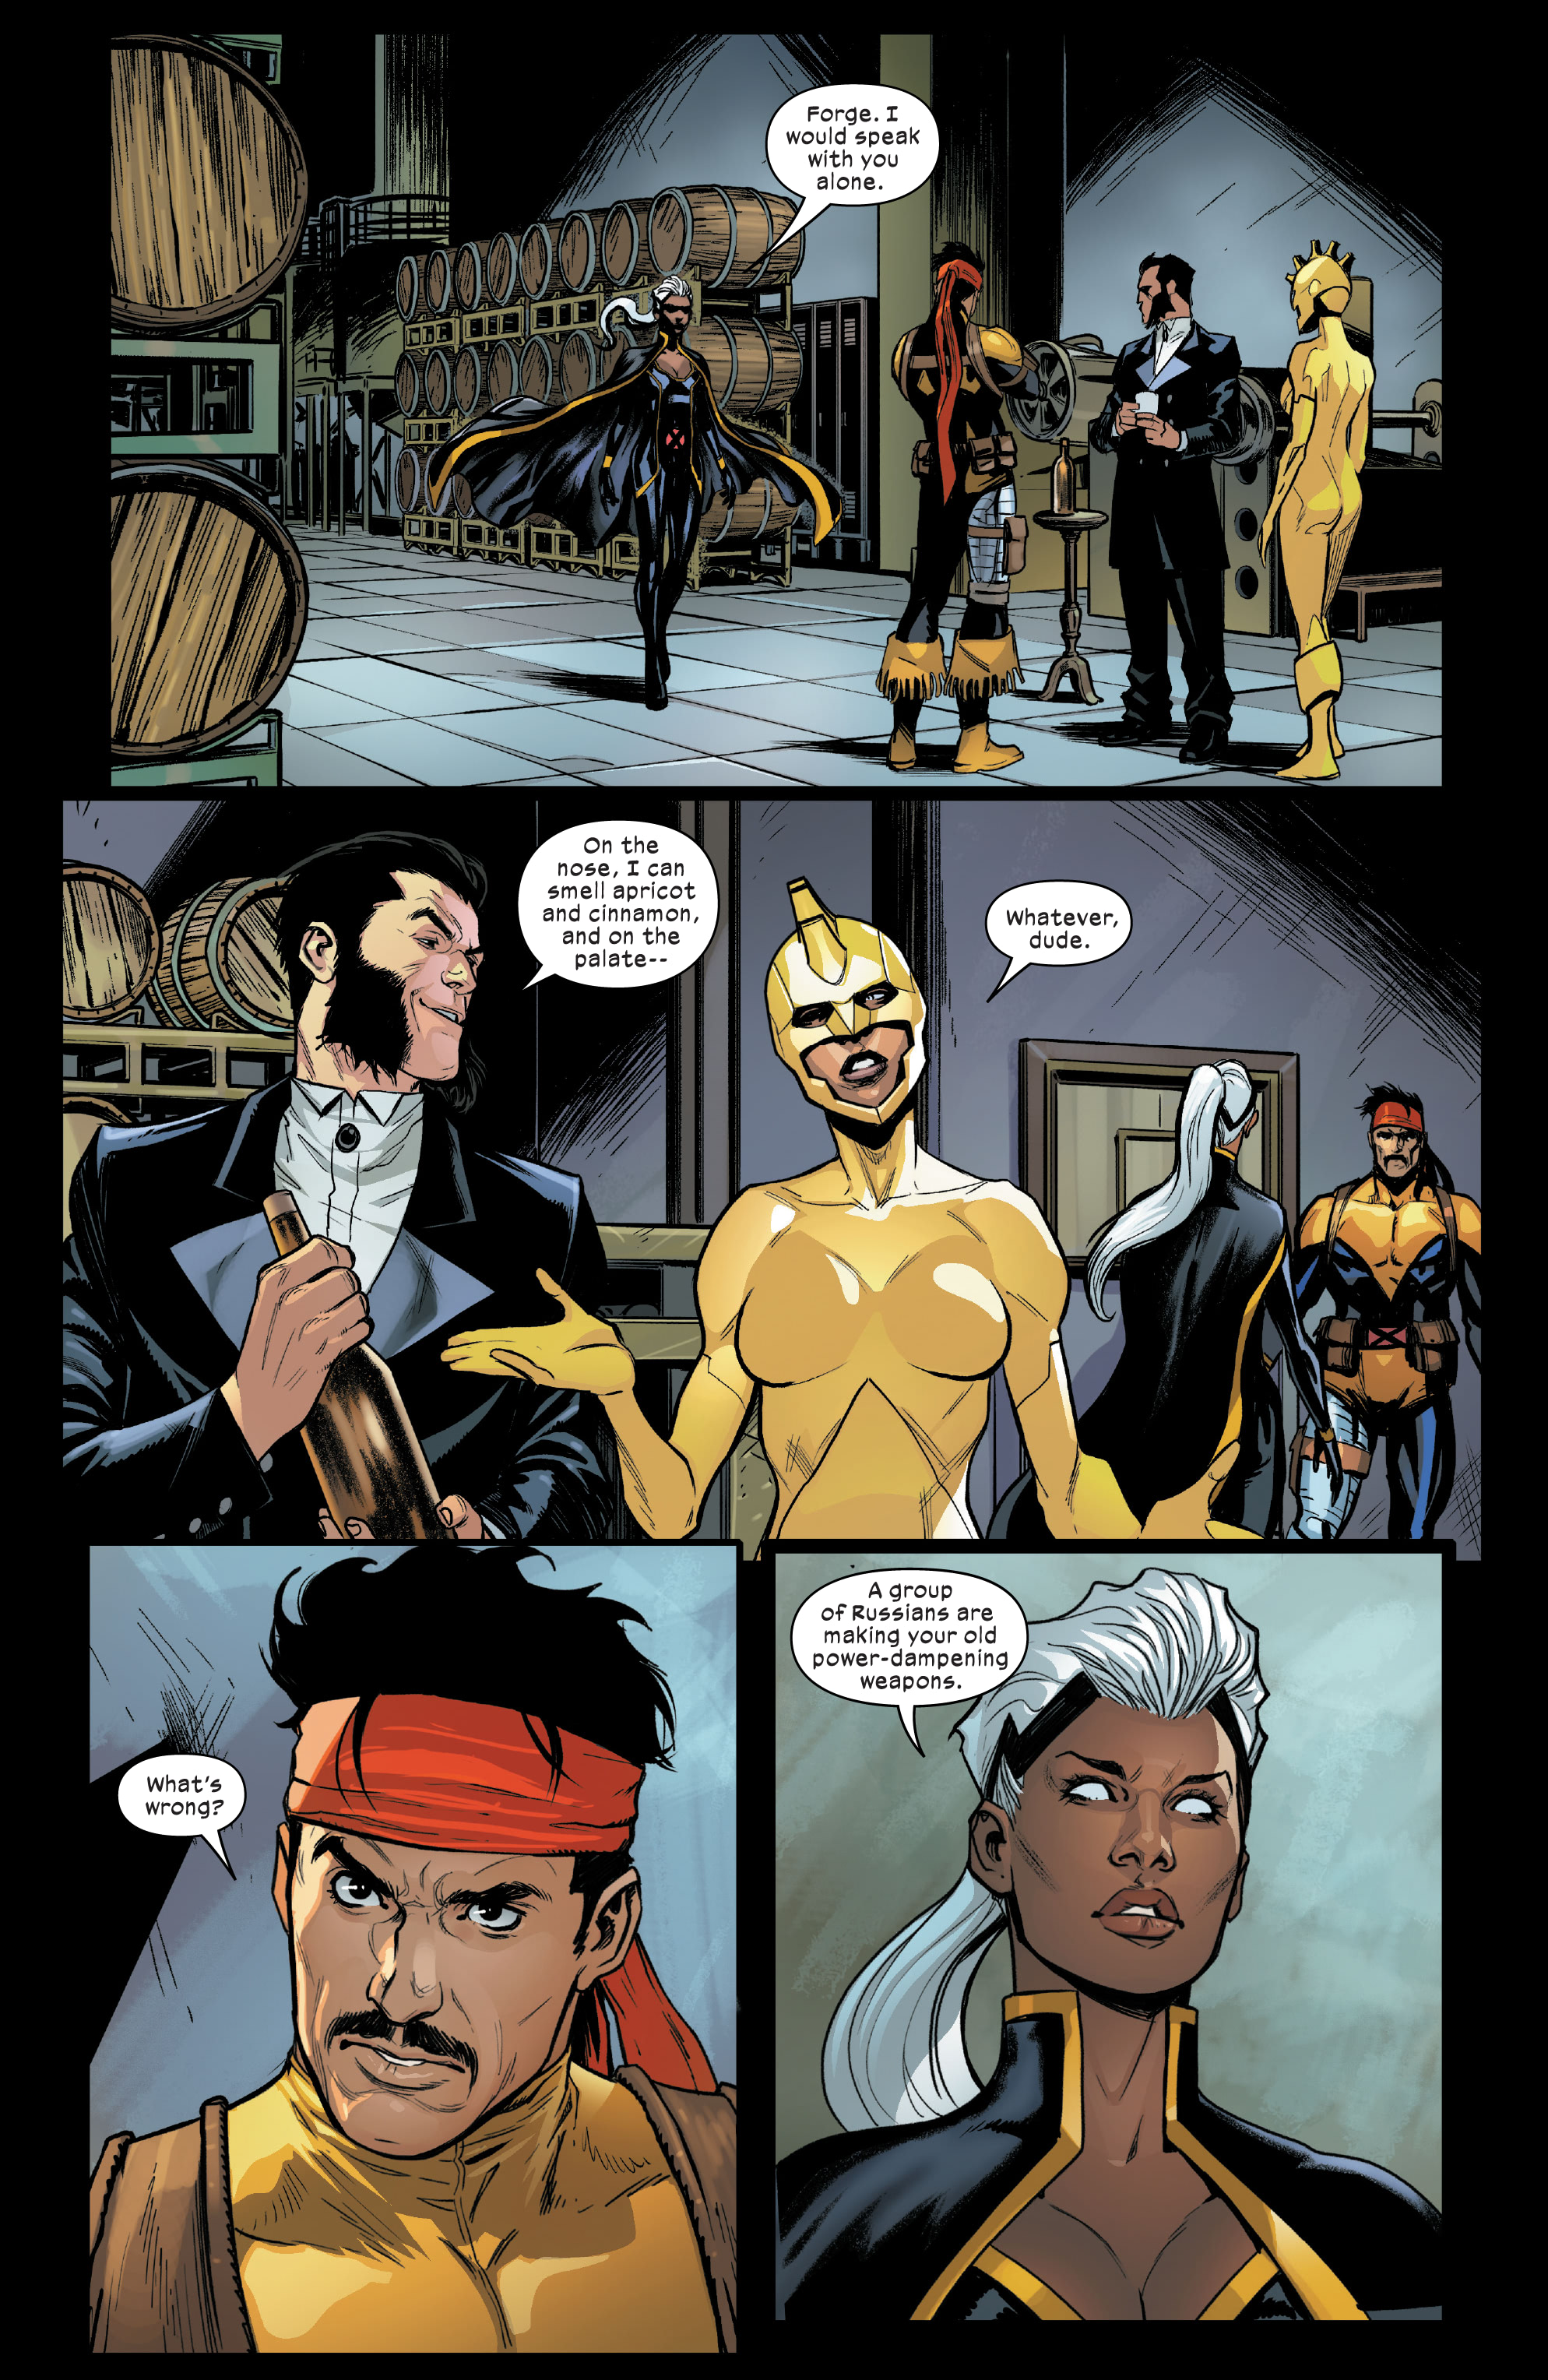 Forge. I
would speak
with you
alone.
On the
nose, I can
smell apricot
and cinnamon,
and on the
palate--
Whatever,
dude.
What's
wrong?
A group
of Russians are
making your old
power-dampening
weapons.